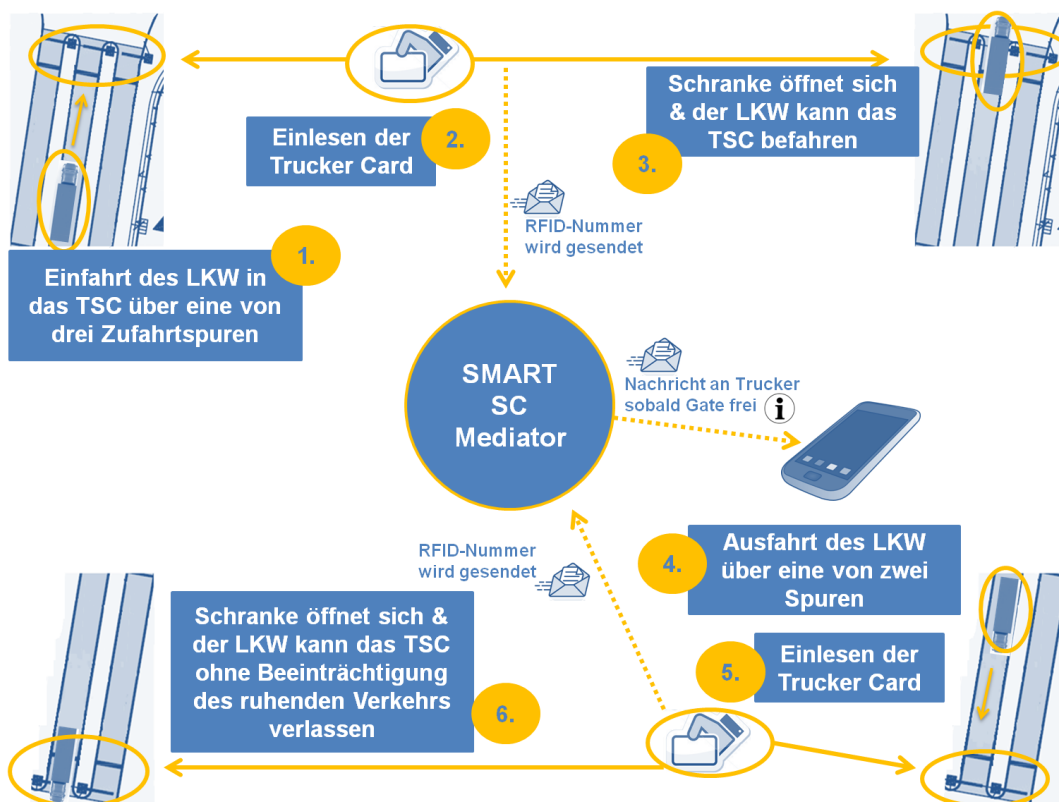 Einlesen der
Trucker Card
2.
Schranke öffnet sich
& der LKW kann das
TSC befahren
3.
RFID-Nummer
wird gesendet
1.
Einfahrt des LKW in
das TSC über eine von
drei Zufahrtspuren
SMART
SC
Mediator
Nachricht an Trucker
sobald Gate frei
i
RFID-Nummer
wird gesendet
4.
Ausfahrt des LKW
über eine von zwei
Spuren
5.
Einlesen der
Trucker Card
Schranke öffnet sich &
der LKW kann das TSC
ohne Beeinträchtigung
des ruhenden Verkehrs
verlassen
6.